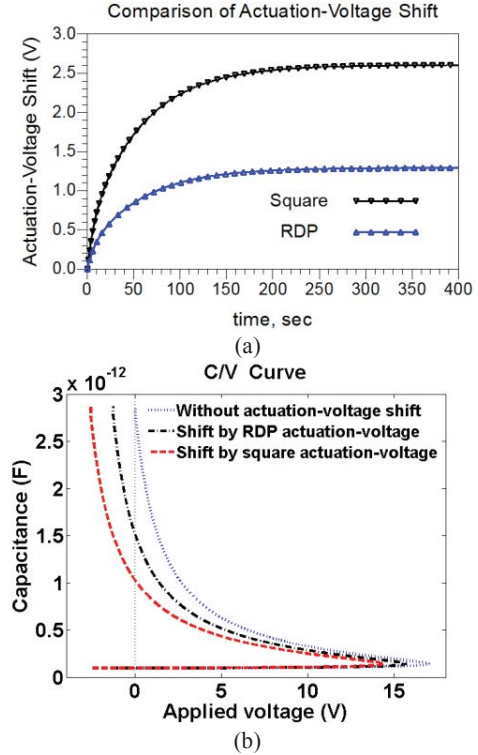 Comparison of Actuation-Voltage Shift
Actuation-Voltage Shift (V)
3.0
2.5
2.0
1.5
1.0
0.5
0.0
Square
RDP
0 50 100 150 200 250 300 350 400
time, sec
(a)
C/V Curve
x 10^-12
Capacitance (F)
3
2.5
2
1.5
1
0.5
0
Without actuation-voltage shift
Shift by RDP actuation-voltage
Shift by square actuation-voltage
0 5 10 15
Applied voltage (V)
(b)